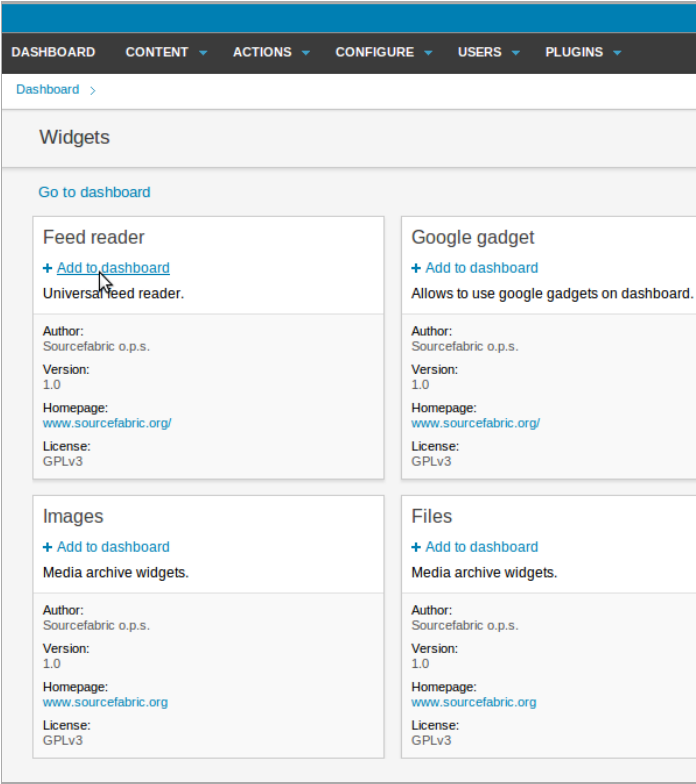 DASHBOARD CONTENT ACTIONS CONFIGURE USERS PLUGINS
Dashboard >
Widgets
Go to dashboard
Feed reader
+ Add to dashboard
Universal feed reader.
Author:
Sourcefabric o.p.s.
Version:
1.0
Homepage:
www.sourcefabric.org/
License:
GPLv3
Google gadget
+ Add to dashboard
Allows to use google gadgets on dashboard.
Author:
Sourcefabric o.p.s.
Version:
1.0
Homepage:
www.sourcefabric.org/
License:
GPLv3
Images
+ Add to dashboard
Media archive widgets.
Author:
Sourcefabric o.p.s.
Version:
1.0
Homepage:
www.sourcefabric.org
License:
GPLv3
Files
+ Add to dashboard
Media archive widgets.
Author:
Sourcefabric o.p.s.
Version:
1.0
Homepage:
www.sourcefabric.org
License:
GPLv3